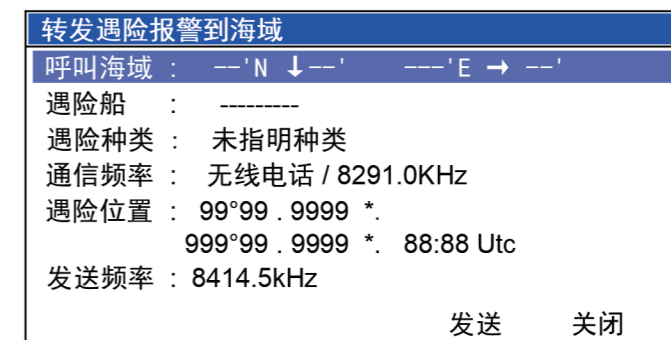 转发遇险报警到海域
呼叫海域 : --'N ↓--' ---'E → --'
遇险船 : ---------
遇险种类 : 未指明种类
通信频率 : 无线电话 / 8291.0KHz
遇险位置 : 99°99 . 9999 *.
999°99 . 9999 *. 88:88 Utc
发送频率 : 8414.5kHz
发送 关闭